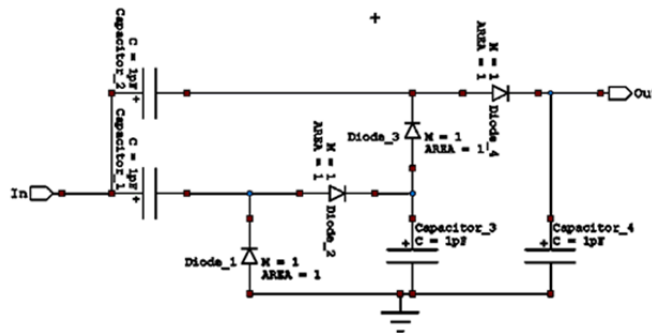 C = 1pF
Capacitor_2
M = 1
AREA = 1
Diode_4
Out
Diode_3
M = 1
AREA = 1
C = 1pF
Capacitor_1
M = 1
AREA = 1
Diode_2
In
Capacitor_3
C = 1pF
Capacitor_4
C = 1pF
Diode_1
M = 1
AREA = 1